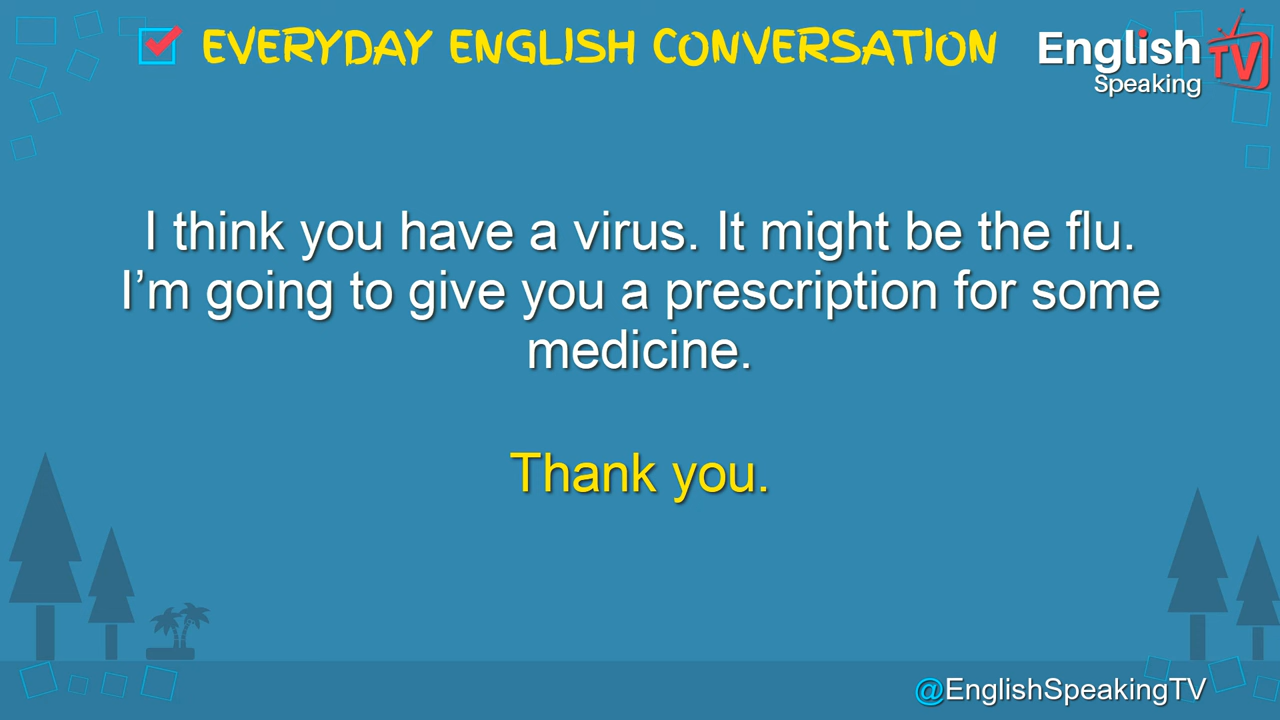 EVERYDAY ENGLISH CONVERSATION
English
Speaking
TV
I think you have a virus. It might be the flu.
I’m going to give you a prescription for some
medicine.
Thank you.
@EnglishSpeakingTV